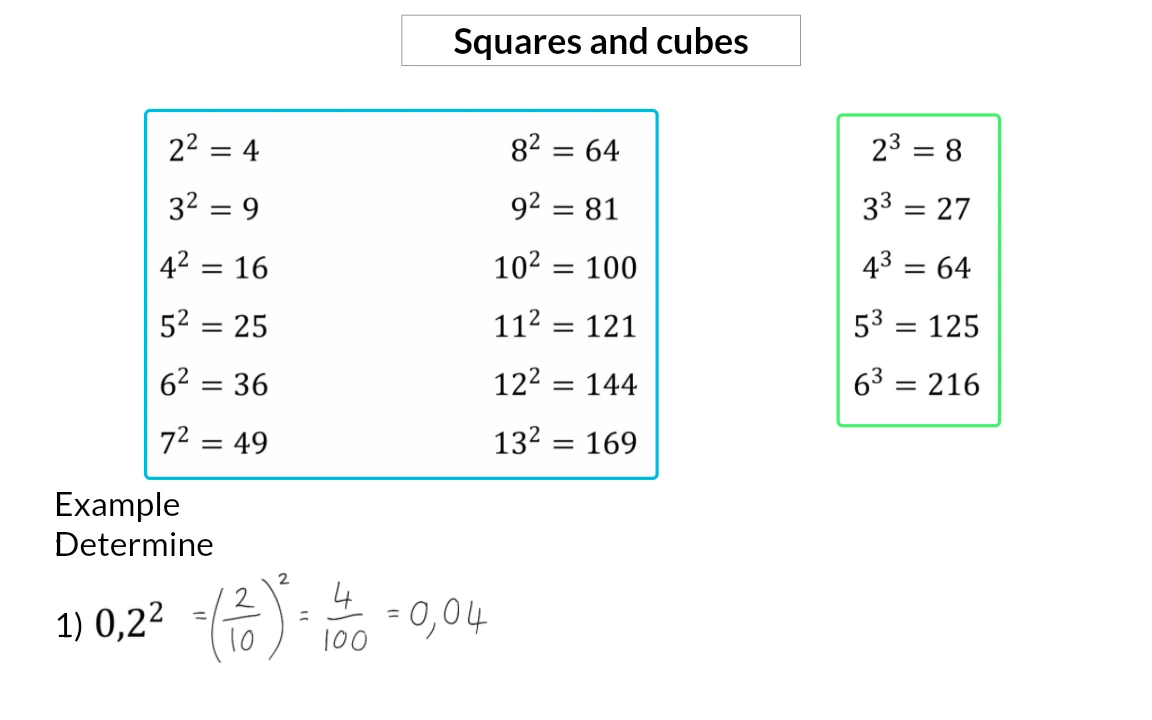 Squares and cubes
2² = 4
3² = 9
4² = 16
5² = 25
6² = 36
7² = 49
8² = 64
9² = 81
10² = 100
11² = 121
12² = 144
13² = 169
2³ = 8
3³ = 27
4³ = 64
5³ = 125
6³ = 216
Example
Determine
1) 0,2² = (2/10)² = 4/100 = 0,04